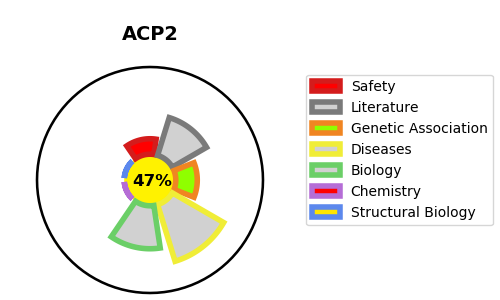 ACP2
47%
Safety
Literature
Genetic Association
Diseases
Biology
Chemistry
Structural Biology